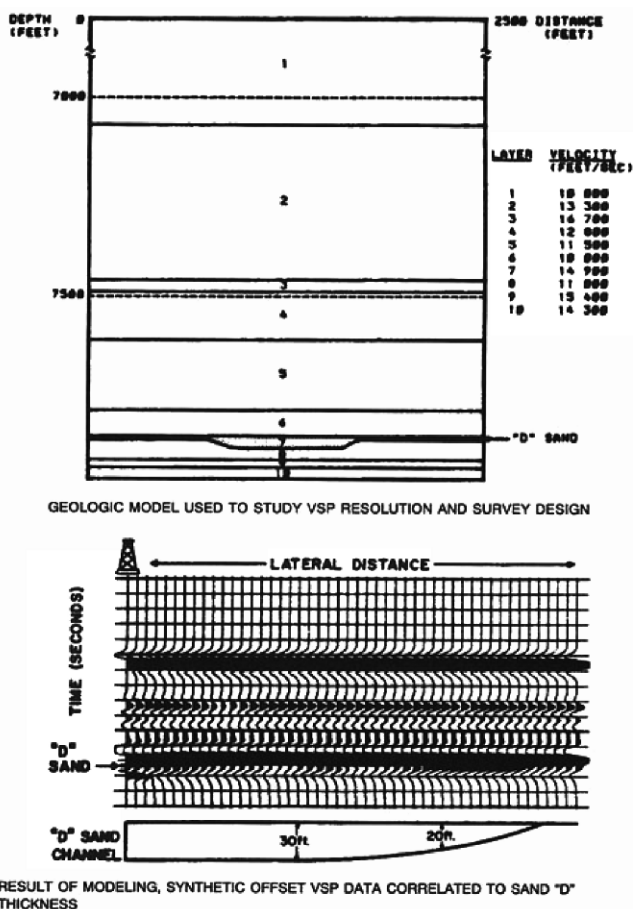 DEPTH 0
(FEET)
2500 DISTANCE
(FEET)
1
7000
2
3
7500
4
5
6
7
"D" SAND
10
LAYER VELOCITY
(FEET/SEC)
1 10 000
2 13 300
3 16 700
4 12 000
5 11 500
6 10 000
7 14 900
8 11 000
9 15 400
10 14 300
GEOLOGIC MODEL USED TO STUDY VSP RESOLUTION AND SURVEY DESIGN
LATERAL DISTANCE
TIME (SECONDS)
"D"
SAND
"D" SAND
CHANNEL
30ft.
20ft.
RESULT OF MODELING, SYNTHETIC OFFSET VSP DATA CORRELATED TO SAND "D"
THICKNESS